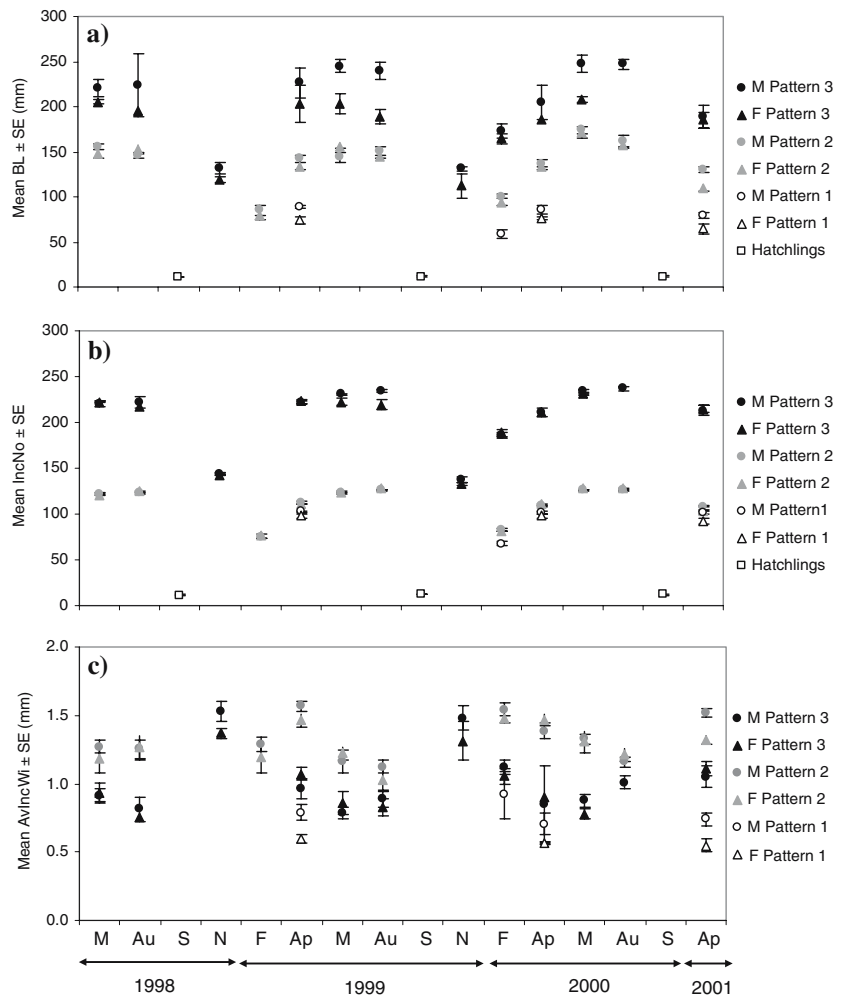 a)
Mean BL ± SE (mm)
300
250
200
150
100
50
0
M Pattern 3
F Pattern 3
M Pattern 2
F Pattern 2
M Pattern 1
F Pattern 1
Hatchlings
b)
Mean IncNo ± SE
300
250
200
150
100
50
0
M Pattern 3
F Pattern 3
M Pattern 2
F Pattern 2
M Pattern1
F Pattern 1
Hatchlings
c)
Mean AvIncWi ± SE (mm)
2.0
1.5
1.0
0.5
0.0
M Pattern 3
F Pattern 3
M Pattern 2
F Pattern 2
M Pattern 1
F Pattern 1
M Au S N F Ap M Au S N F Ap M Au S Ap
1998 1999 2000 2001